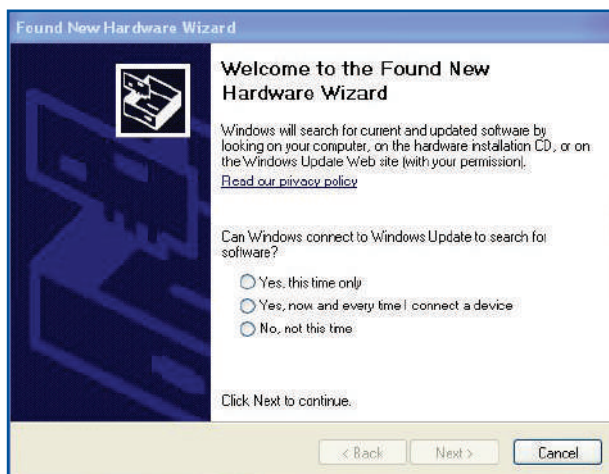 Found New Hardware Wizard
Welcome to the Found New
Hardware Wizard
Windows will search for current and updated software by
looking on your computer, on the hardware installation CD, or on
the Windows Update Web site (with your permission).
Read our privacy policy
Can Windows connect to Windows Update to search for
software?
Yes, this time only
Yes, now and every time I connect a device
No, not this time
Click Next to continue.
< Back
Next >
Cancel